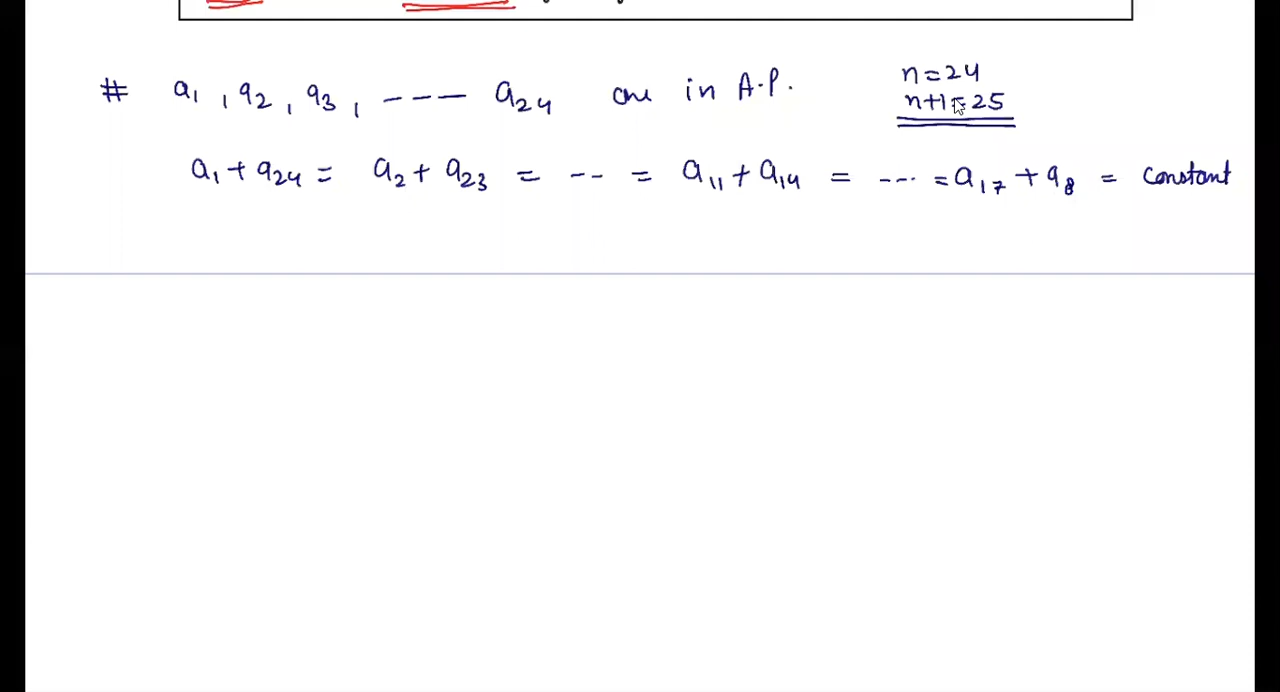 # a1, a2, a3, --- a24 are in A.P.
n=24
n+1=25
a1 + a24 = a2 + a23 = -- = a11 + a14 = --- = a17 + a8 = constant